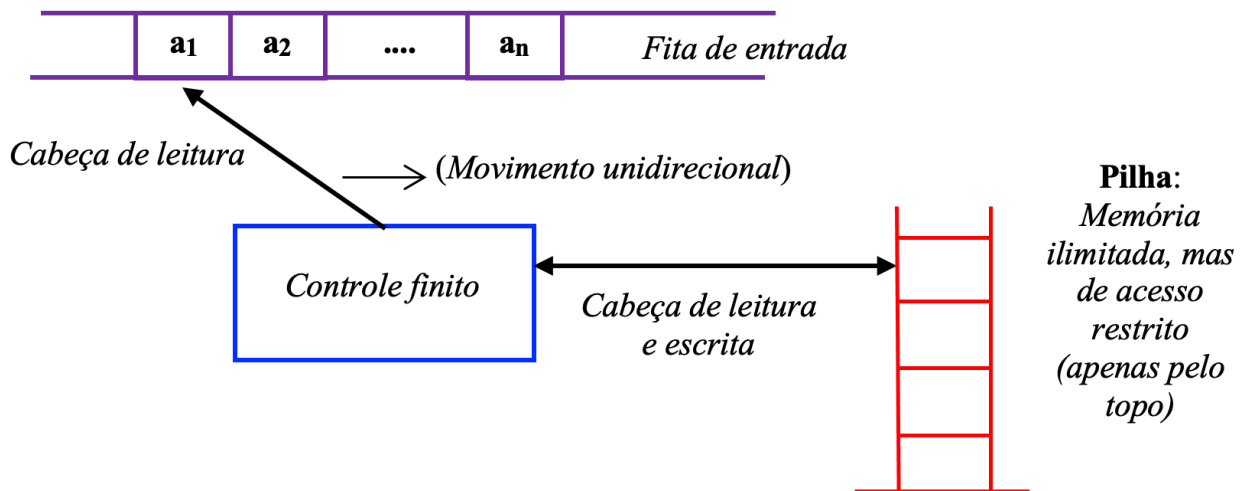 a1 a2 .... an Fita de entrada
Cabeça de leitura
(Movimento unidirecional)
Controle finito
Cabeça de leitura
e escrita
Pilha:
Memória
ilimitada, mas
de acesso
restrito
(apenas pelo
topo)